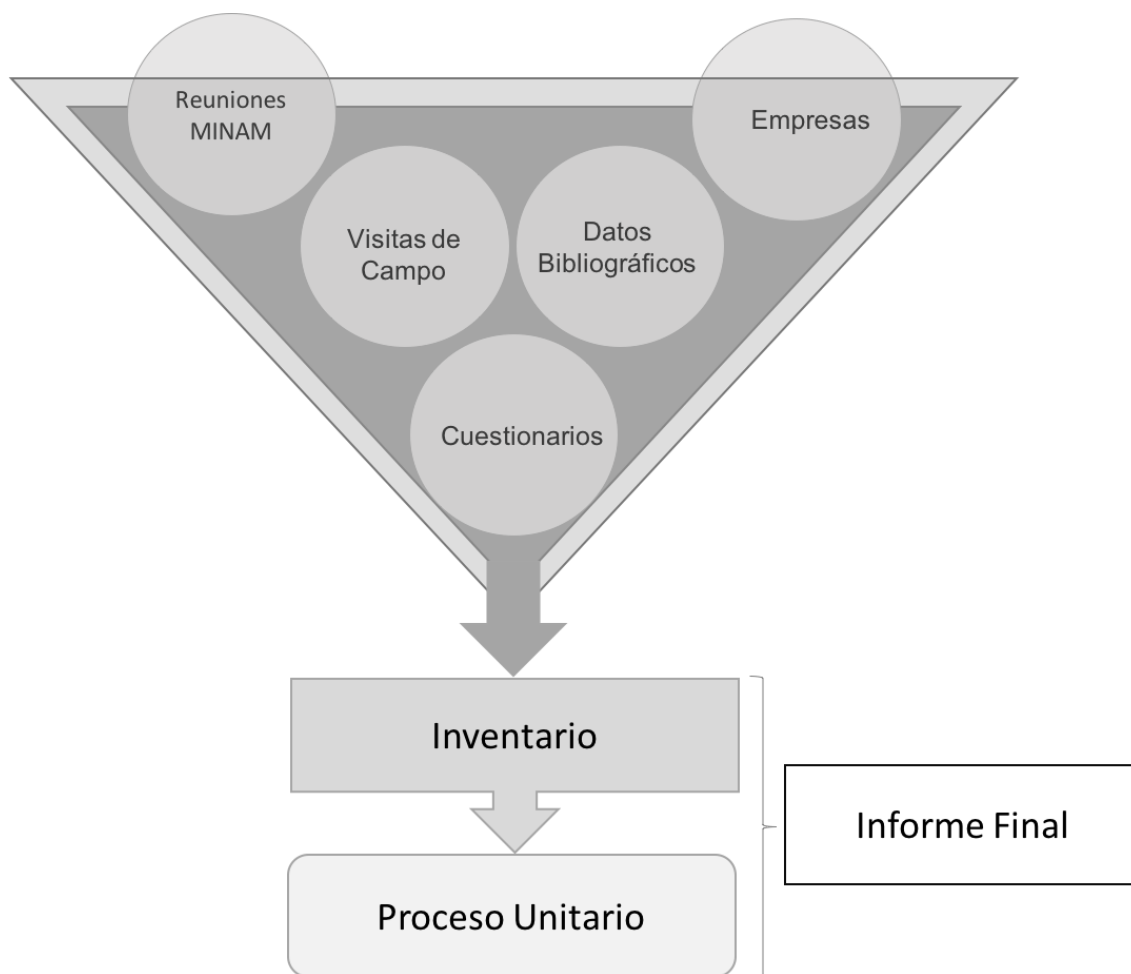 Reuniones
MINAM
Empresas
Visitas de
Campo
Datos
Bibliográficos
Cuestionarios
Inventario
Informe Final
Proceso Unitario